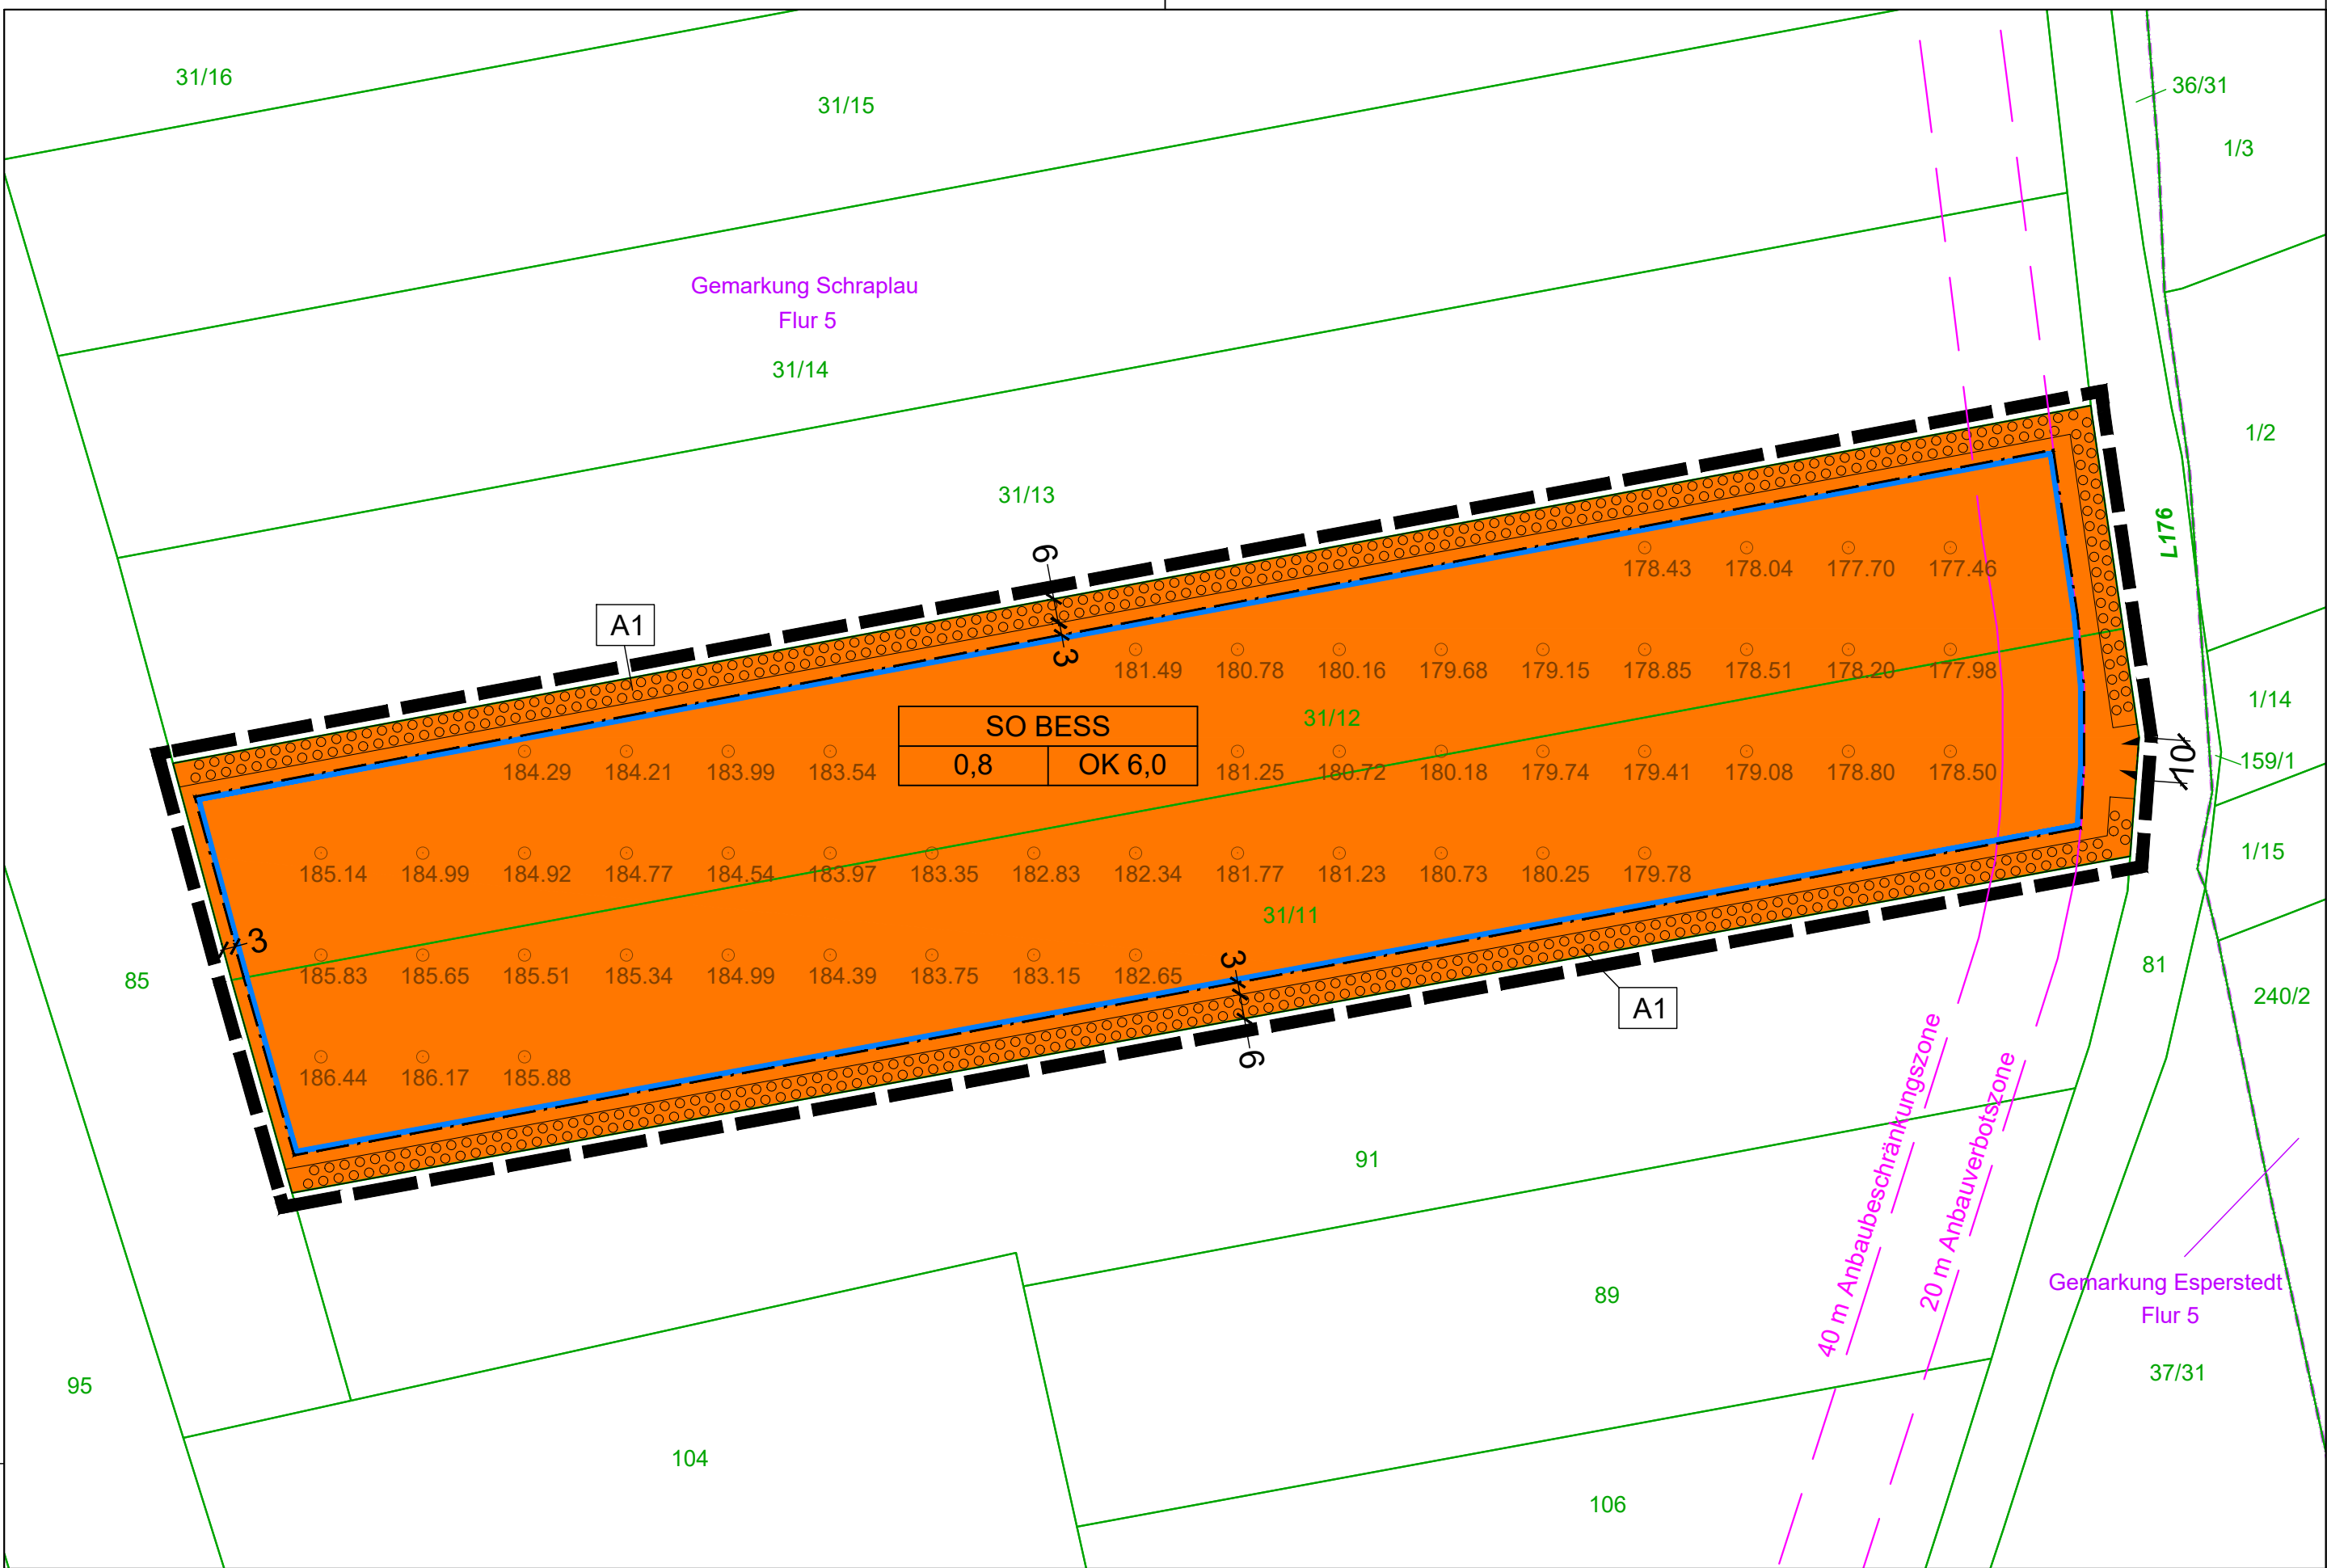 31/16
31/15
36/31
1/3
Gemarkung Schraplau
Flur 5
31/14
1/2
31/13
L176
6
3
178.43 178.04 177.70 177.46
A1
181.49 180.78 180.16 179.68 179.15 178.85 178.51 178.20 177.98
1/14
31/12
SO BESS
0,8 OK 6,0
184.29 184.21 183.99 183.54 181.25 180.72 180.18 179.74 179.41 179.08 178.80 178.50
10
159/1
1/15
185.14 184.99 184.92 184.77 184.54 183.97 183.35 182.83 182.34 181.77 181.23 180.73 180.25 179.78
31/11
3
3
85
185.83 185.65 185.51 185.34 184.99 184.39 183.75 183.15 182.65
81
240/2
A1
6
186.44 186.17 185.88
91
40 m Anbaubeschränkungszone
20 m Anbauverbotszone
Gemarkung Esperstedt
Flur 5
89
37/31
95
104
106